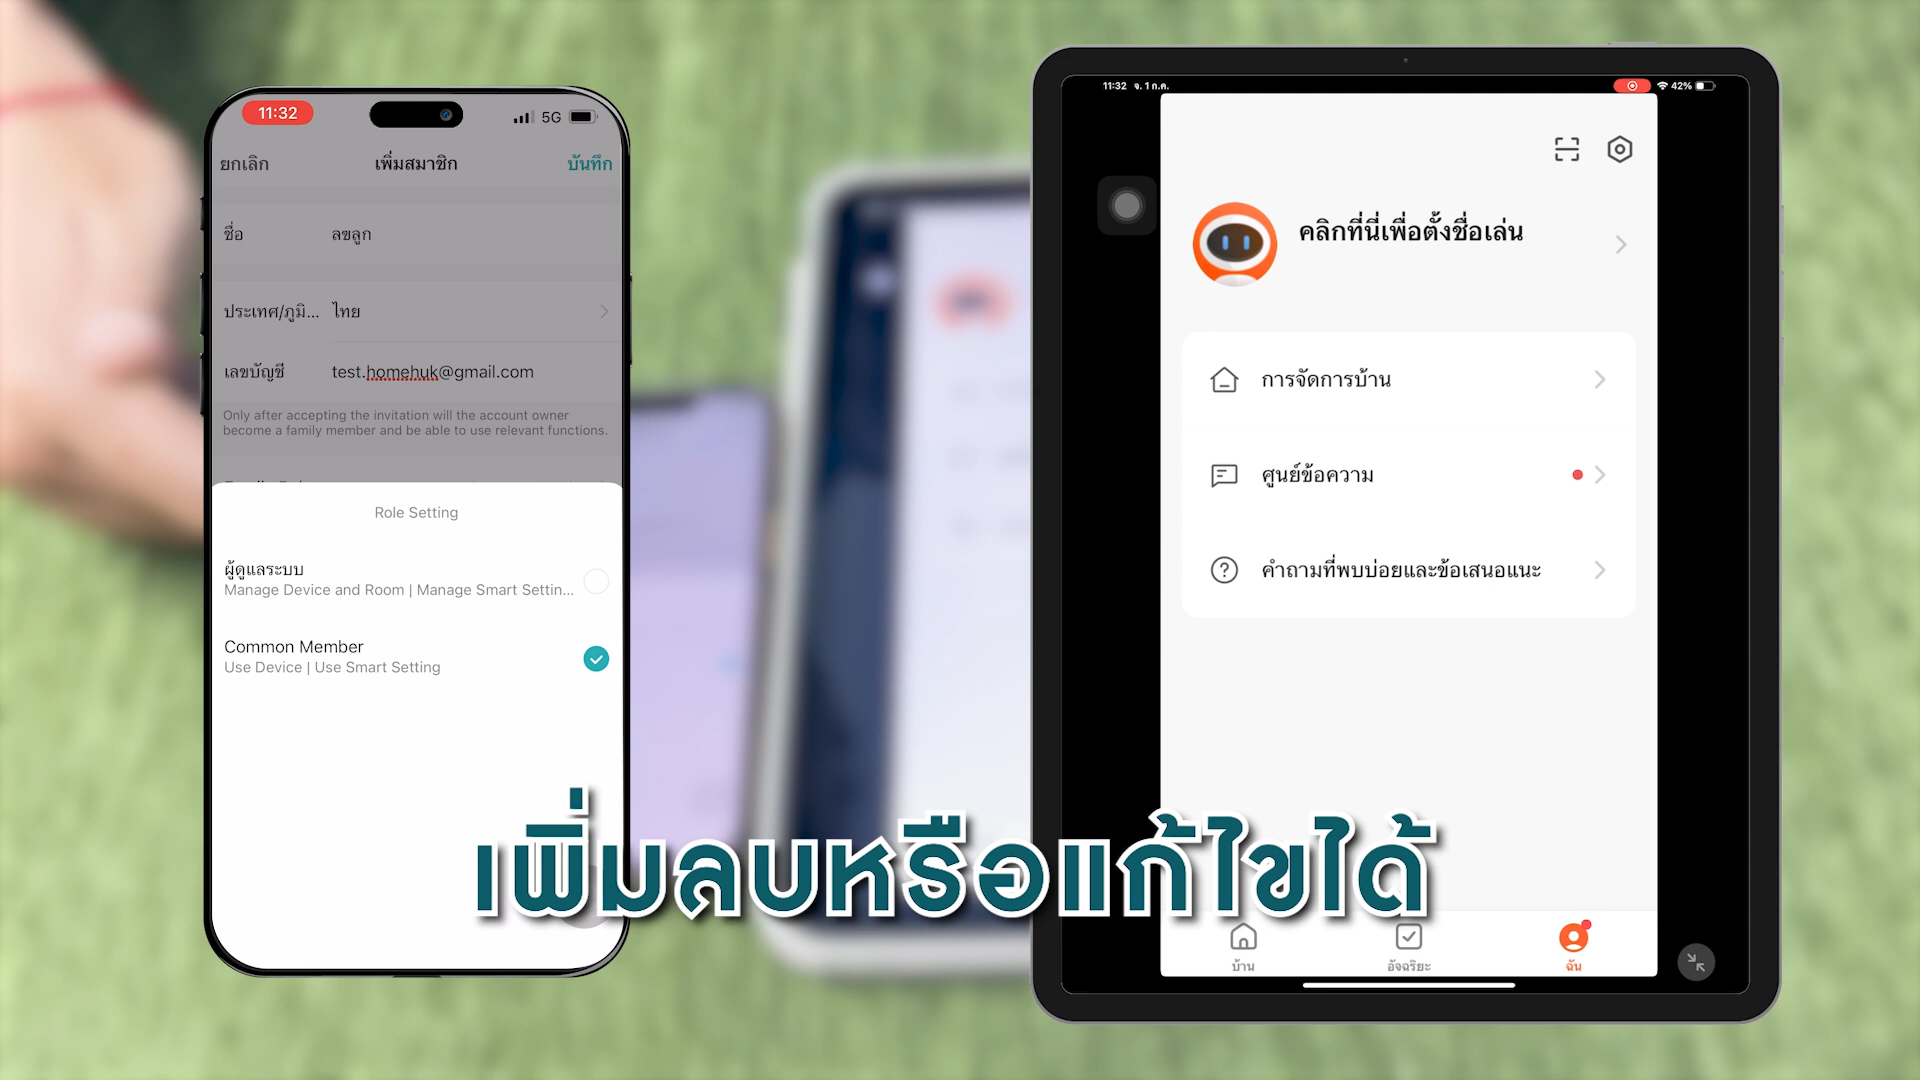 11:32
5G
ยกเลิก
เพิ่มสมาชิก
บันทึก
ชื่อ
ลขลูก
ประเทศ/ภูมิ...
ไทย
เลขบัญชี
test.homehuk@gmail.com
Only after accepting the invitation will the account owner
become a family member and be able to use relevant functions.
Role Setting
ผู้ดูแลระบบ
Manage Device and Room | Manage Smart Settin...
Common Member
Use Device | Use Smart Setting
11:32 จ. 1 ก.ค.
42%
คลิกที่นี่เพื่อตั้งชื่อเล่น
การจัดการบ้าน
ศูนย์ข้อความ
คำถามที่พบบ่อยและข้อเสนอแนะ
เพิ่มลบหรือแก้ไขได้
บ้าน
อัจฉริยะ
ฉัน